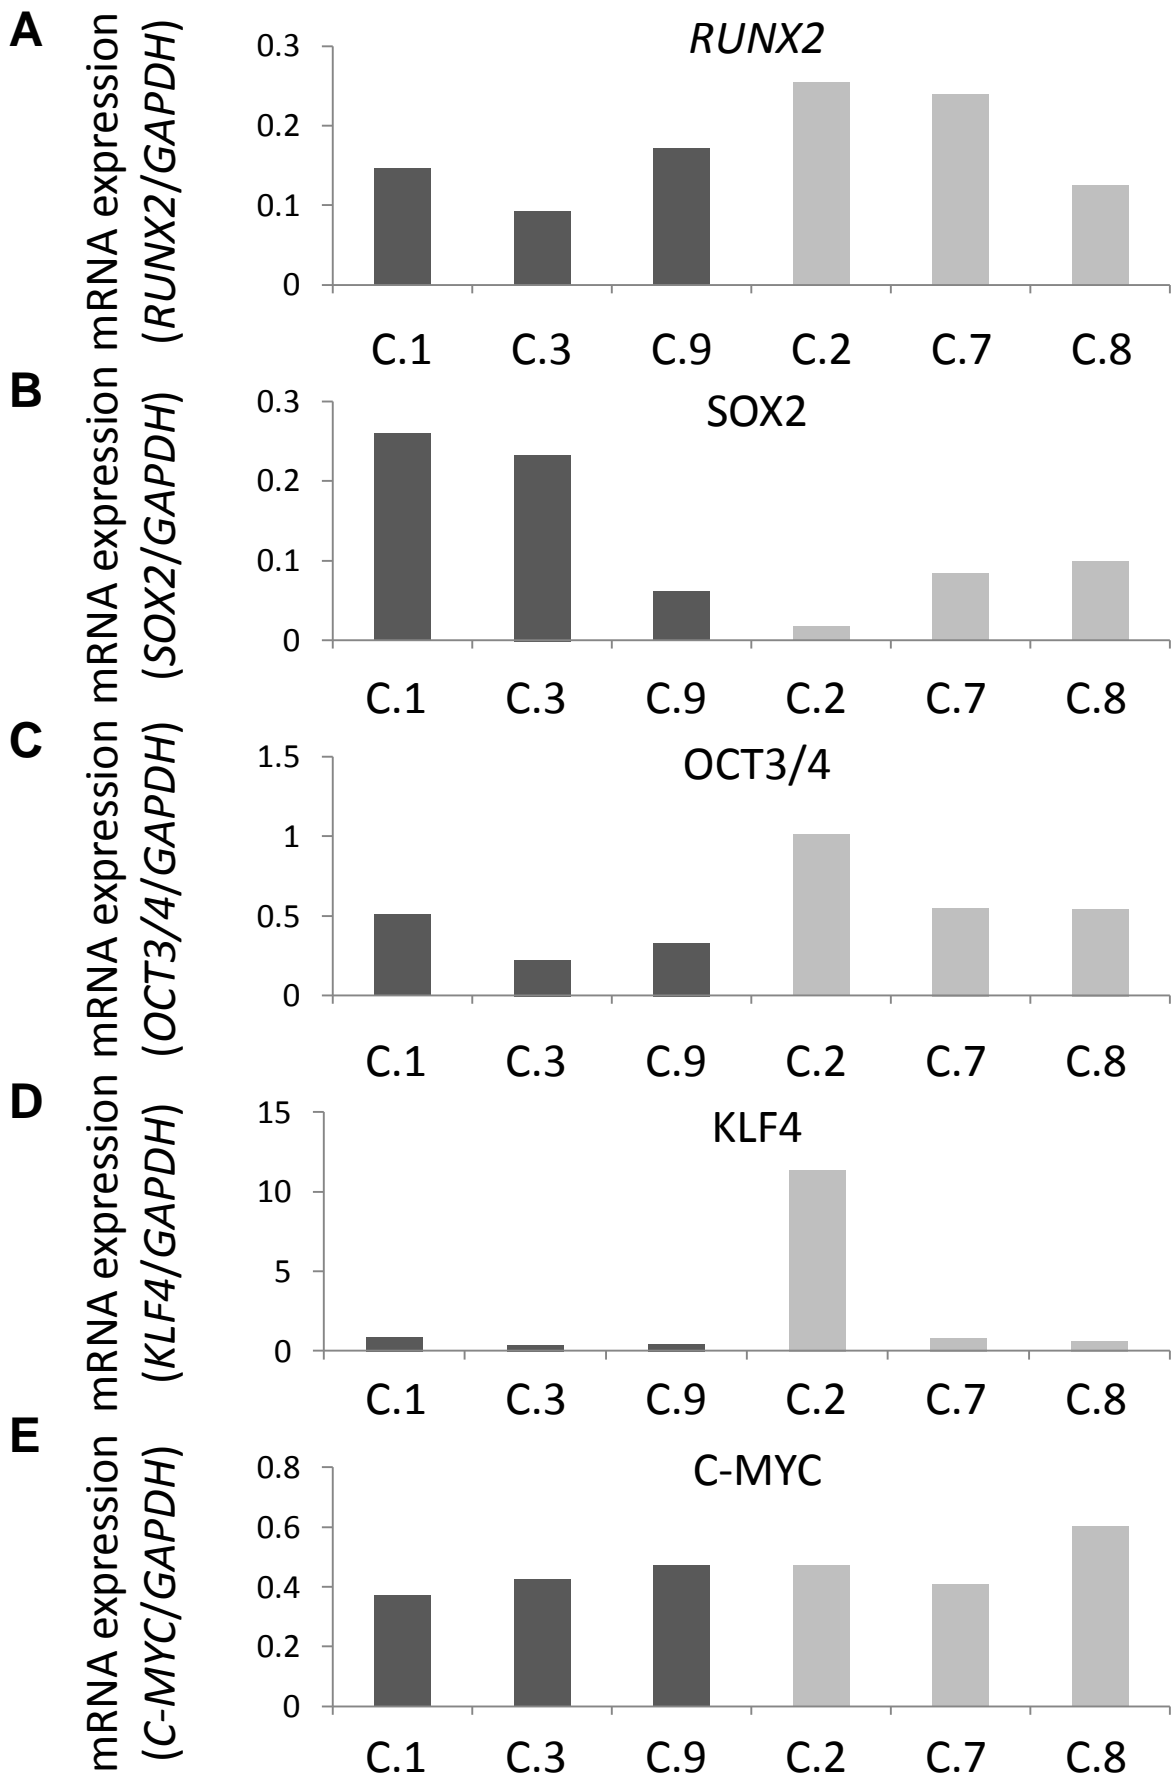 A
mRNA expression
(RUNX2/GAPDH)
RUNX2
0.3
0.2
0.1
0
C.1 C.3 C.9 C.2 C.7 C.8
B
mRNA expression
(SOX2/GAPDH)
SOX2
0.3
0.2
0.1
0
C.1 C.3 C.9 C.2 C.7 C.8
C
mRNA expression
(OCT3/4/GAPDH)
OCT3/4
1.5
1
0.5
0
C.1 C.3 C.9 C.2 C.7 C.8
D
mRNA expression
(KLF4/GAPDH)
KLF4
15
10
5
0
C.1 C.3 C.9 C.2 C.7 C.8
E
mRNA expression
(C-MYC/GAPDH)
C-MYC
0.8
0.6
0.4
0.2
0
C.1 C.3 C.9 C.2 C.7 C.8